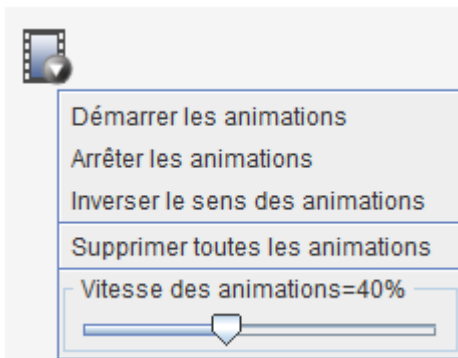 Démarrer les animations
Arrêter les animations
Inverser le sens des animations
Supprimer toutes les animations
Vitesse des animations=40%